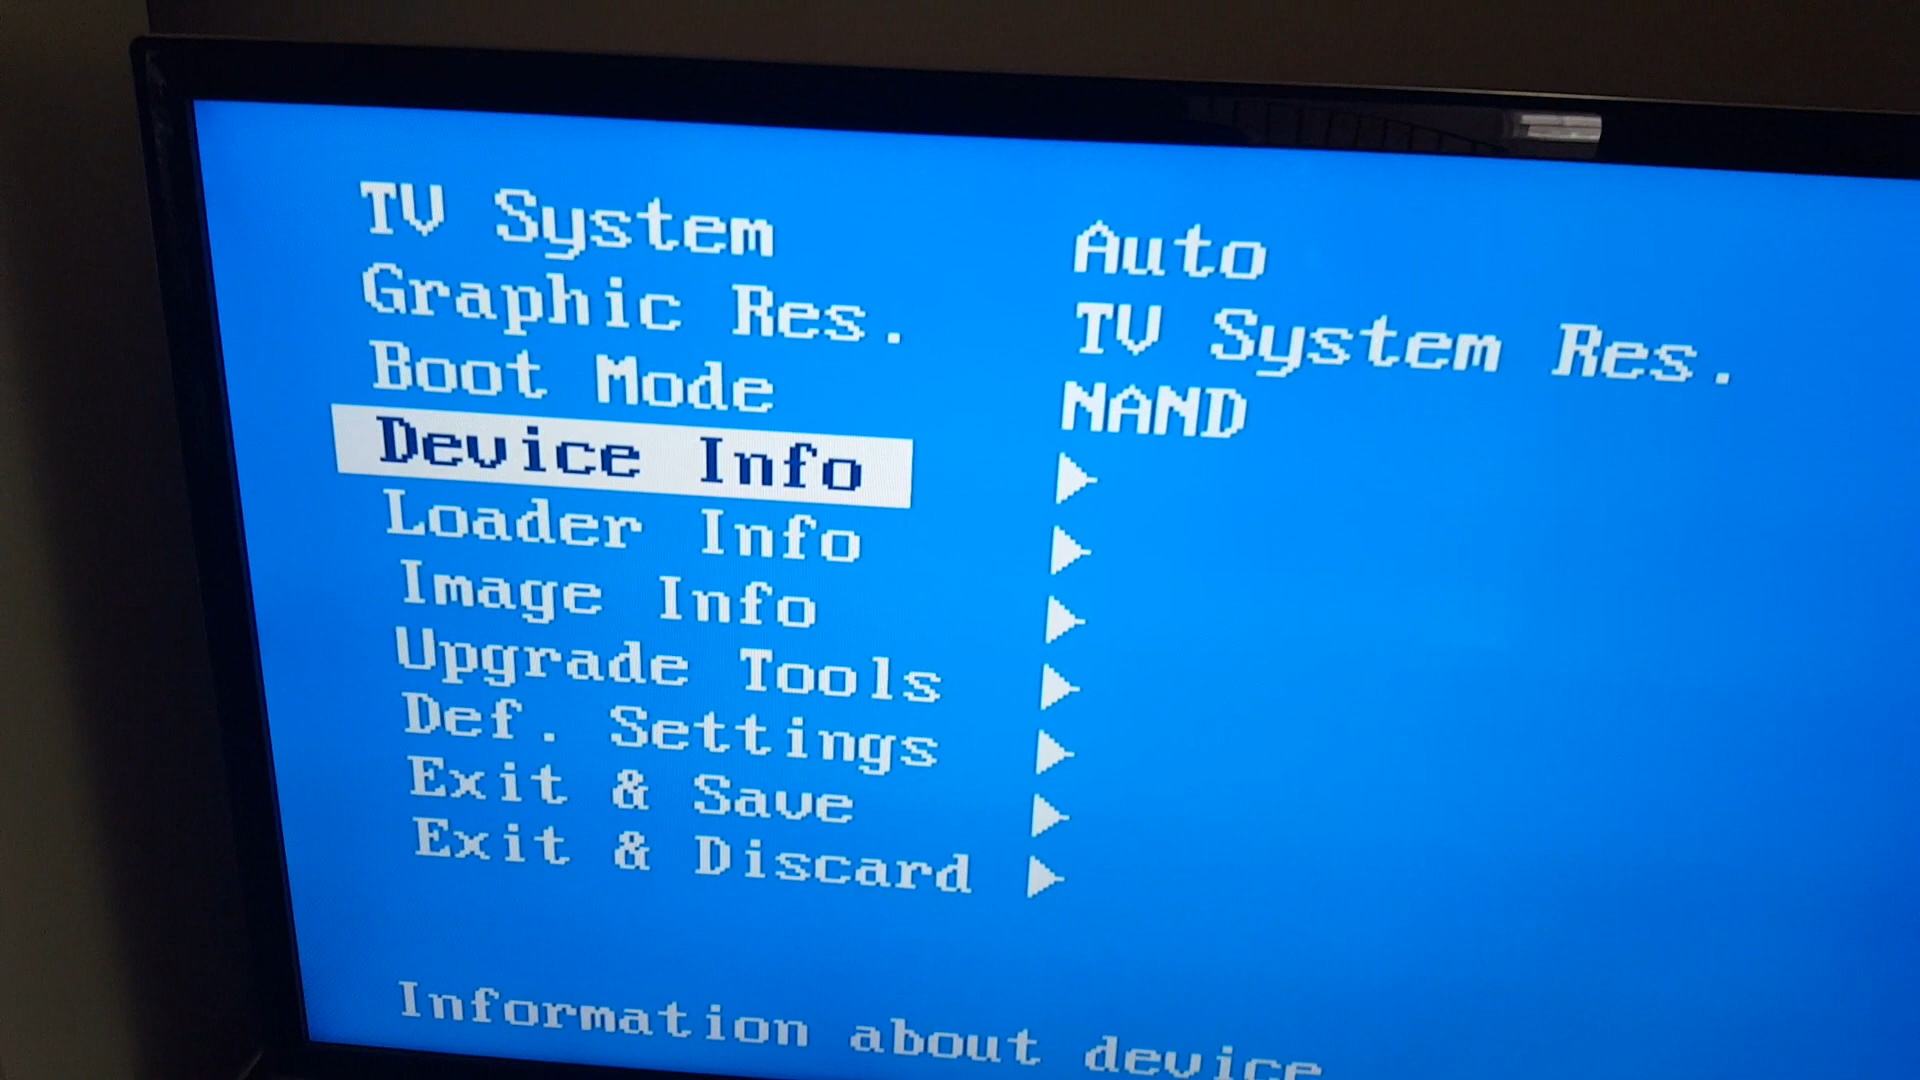 TV System Auto
Graphic Res. TV System Res.
Boot Mode NAND
Device Info
Loader Info
Image Info
Upgrade Tools
Def. Settings
Exit & Save
Exit & Discard
Information about device